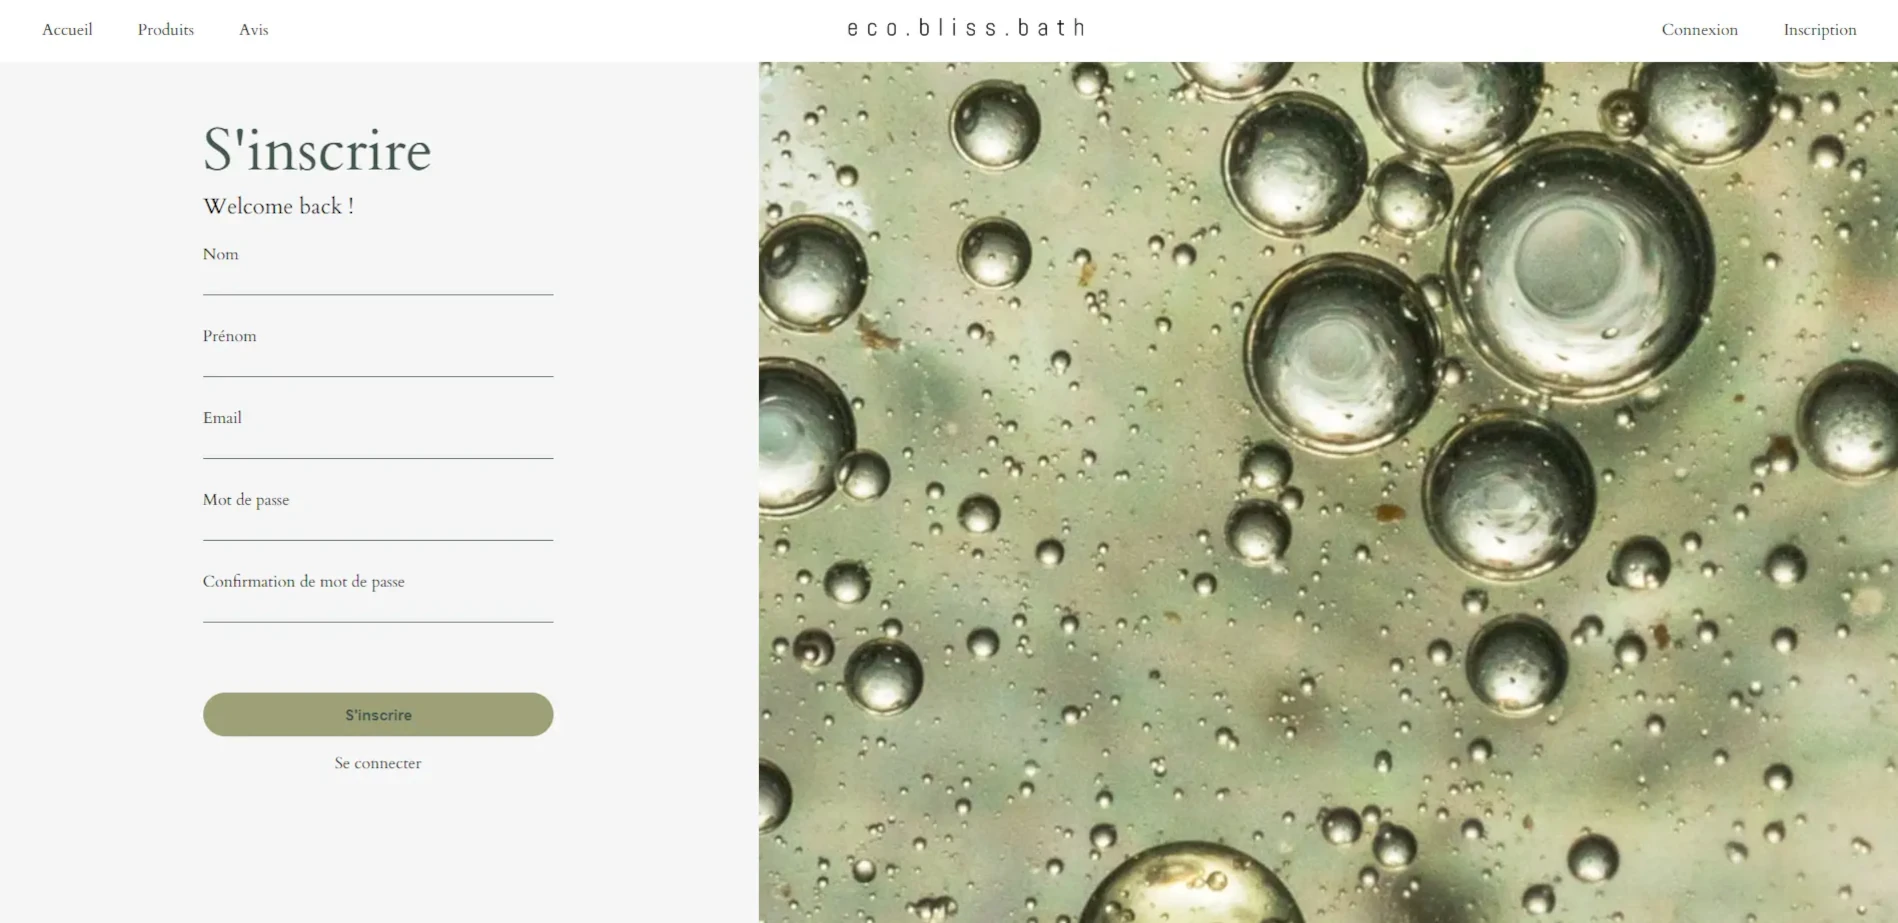 Accueil Produits Avis eco.bliss.bath Connexion Inscription
S'inscrire
Welcome back !
Nom
Prénom
Email
Mot de passe
Confirmation de mot de passe
S'inscrire
Se connecter